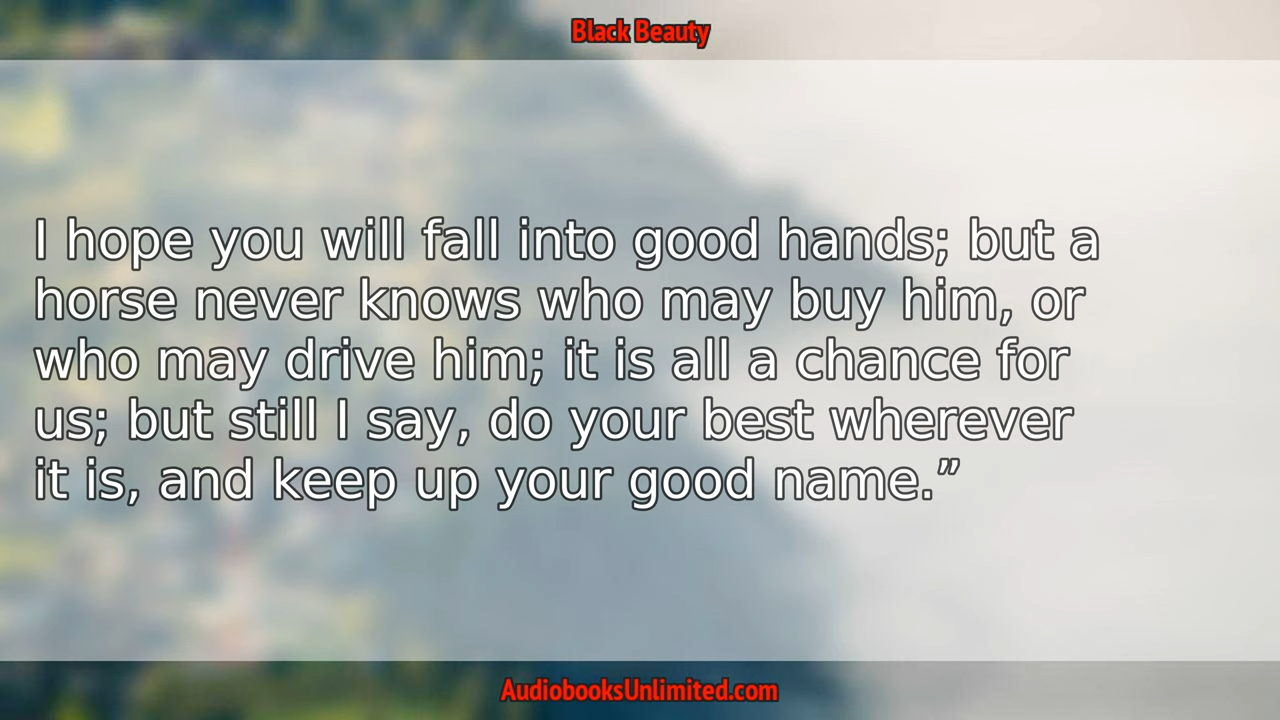 Black Beauty
I hope you will fall into good hands; but a
horse never knows who may buy him, or
who may drive him; it is all a chance for
us; but still I say, do your best wherever
it is, and keep up your good name.”
AudiobooksUnlimited.com